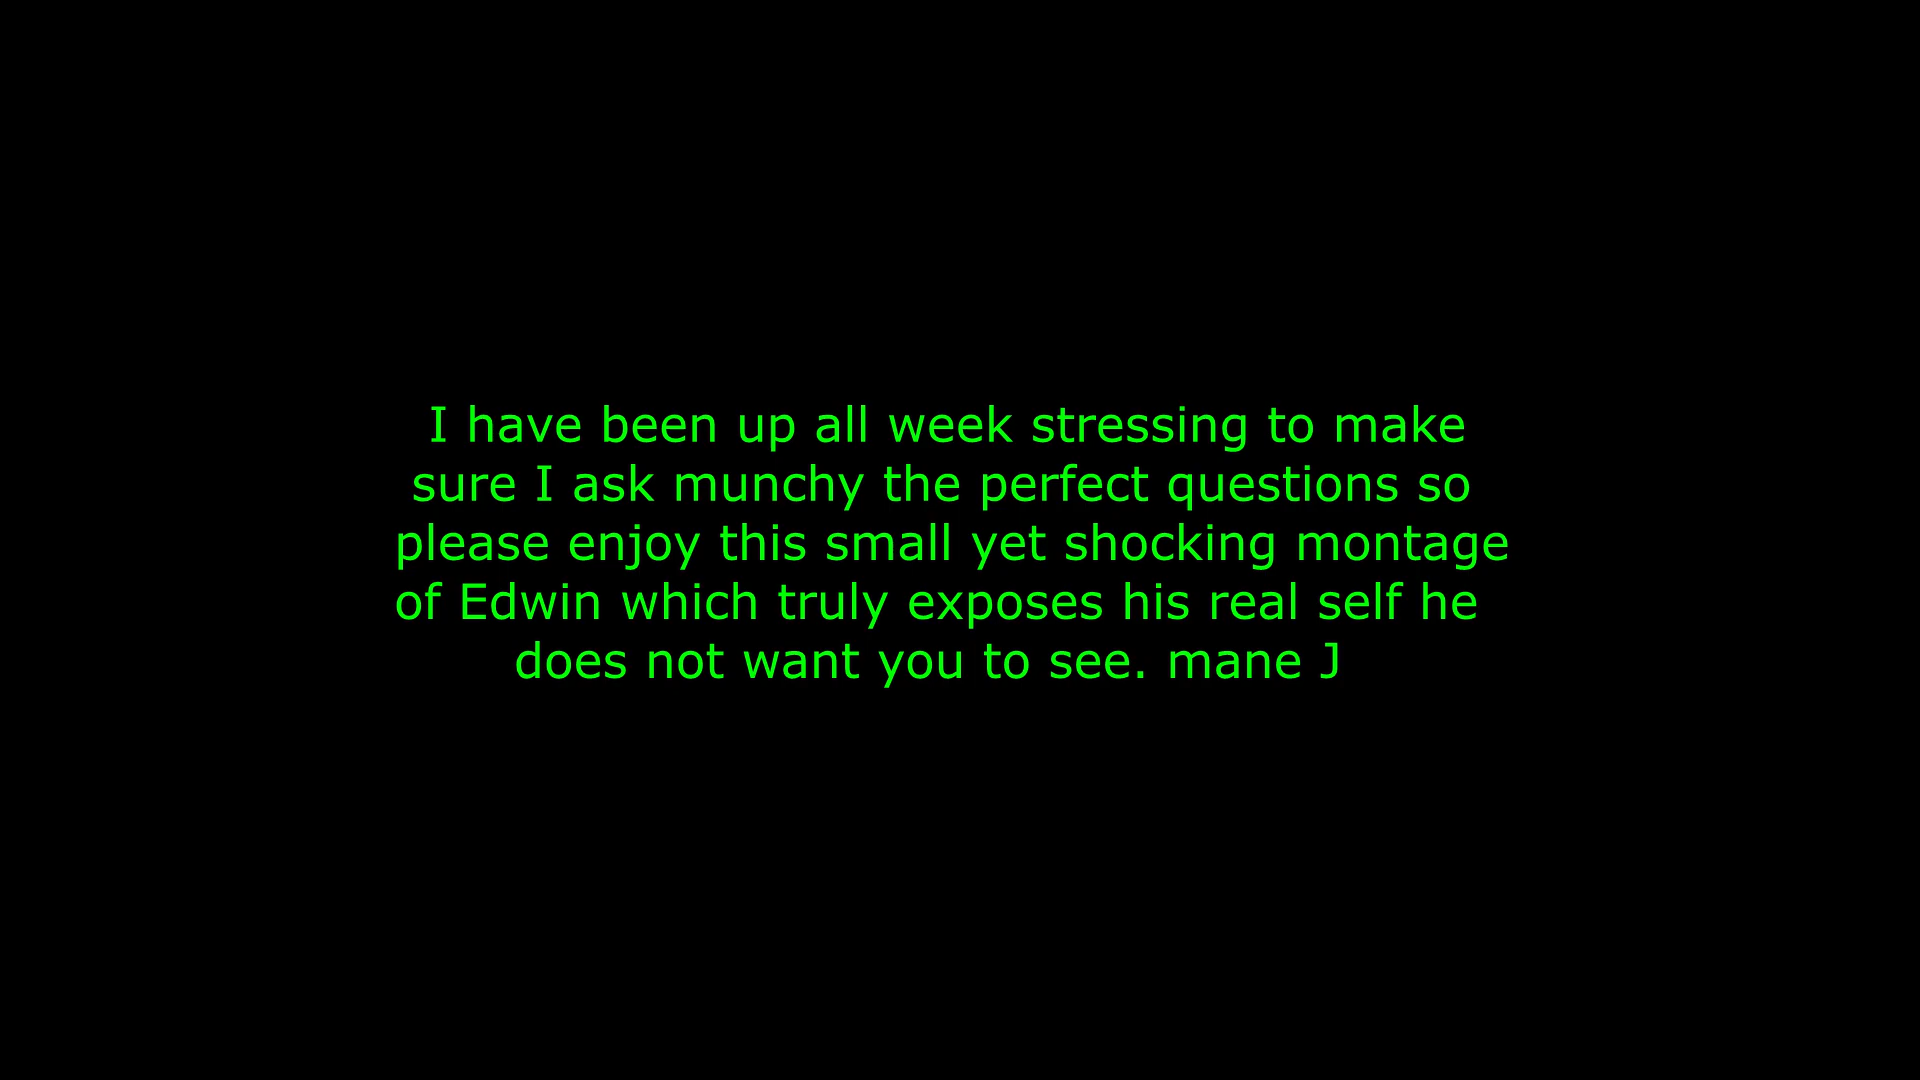 I have been up all week stressing to make
sure I ask munchy the perfect questions so
please enjoy this small yet shocking montage
of Edwin which truly exposes his real self he
does not want you to see. mane J